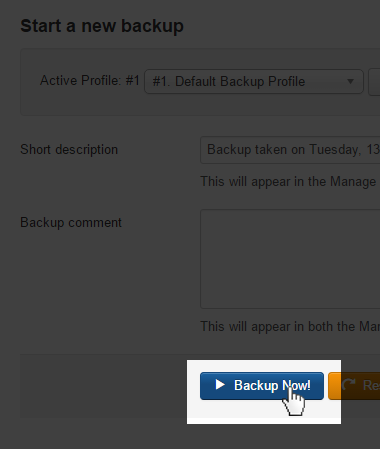 Start a new backup
Active Profile: #1 #1. Default Backup Profile
Short description
Backup taken on Tuesday, 13
This will appear in the Manage
Backup comment
This will appear in both the Ma
Backup Now!
Re